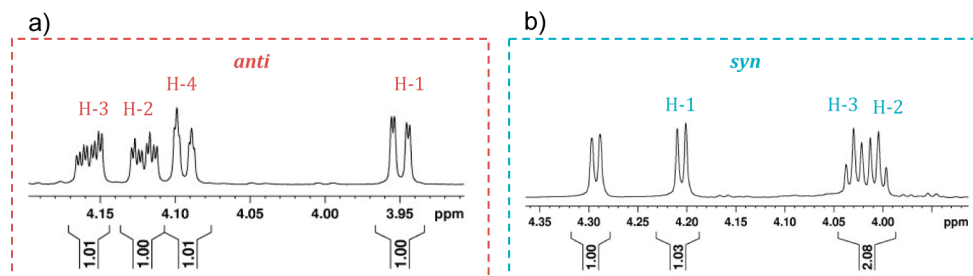 a)
anti
H-3 H-2 H-4 H-1
4.15 4.10 4.05 4.00 3.95 ppm
1.01 1.00 1.01 1.00
b)
syn
H-1 H-3 H-2
4.35 4.30 4.25 4.20 4.15 4.10 4.05 4.00 ppm
1.00 1.03 2.08